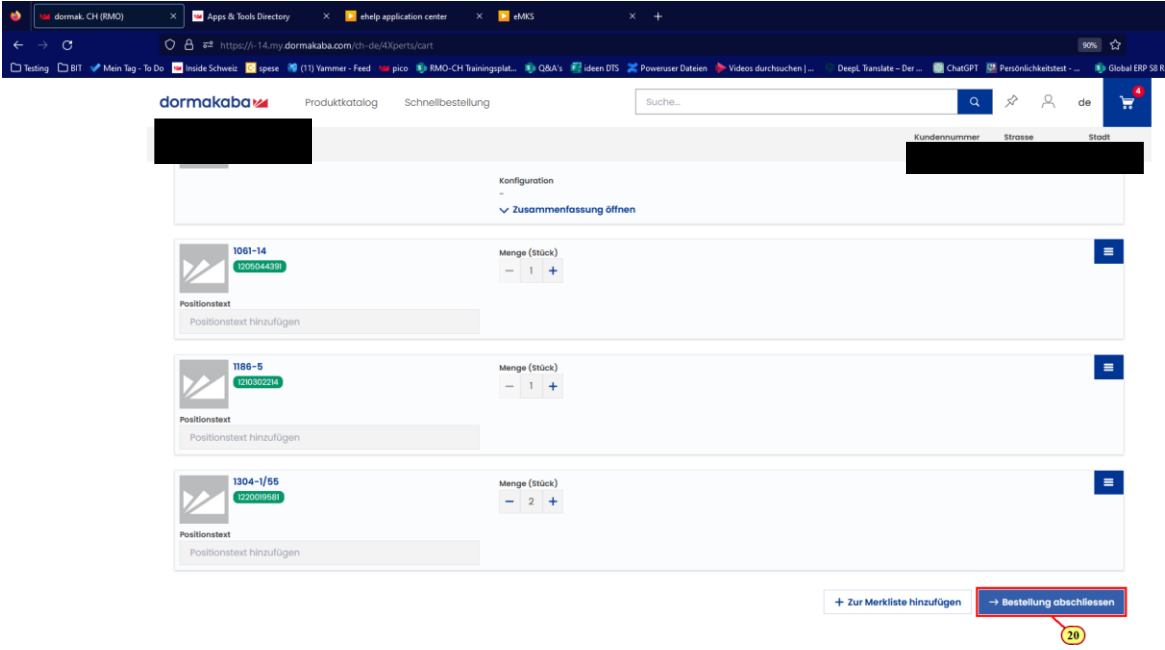 dormak. CH (RMO)
Apps & Tools Directory
ehelp application center
eMKS
https://i-14.my.dormakaba.com/ch-de/4Xperts/cart
90%
Testing
BIT
Mein Tag - To Do
Inside Schweiz
spese
(11) Yammer - Feed
pico
RMO-CH Trainingsplat...
Q&A's
ideen DTS
Poweruser Dateien
Videos durchsuchen | ...
DeepL Translate – Der ...
ChatGPT
Persönlichkeitstest - ...
Global ERP S8 R
dormakaba
Produktkatalog
Schnellbestellung
Suche...
de
4
Kundennummer
Strasse
Stadt
Konfiguration
-
Zusammenfassung öffnen
1061-14
1205044391
Menge (Stück)
− 1 +
Positionstext
Positionstext hinzufügen
1186-5
1210302214
Menge (Stück)
− 1 +
Positionstext
Positionstext hinzufügen
1304-1/55
1220019581
Menge (Stück)
− 2 +
Positionstext
Positionstext hinzufügen
+ Zur Merkliste hinzufügen
→ Bestellung abschliessen
20